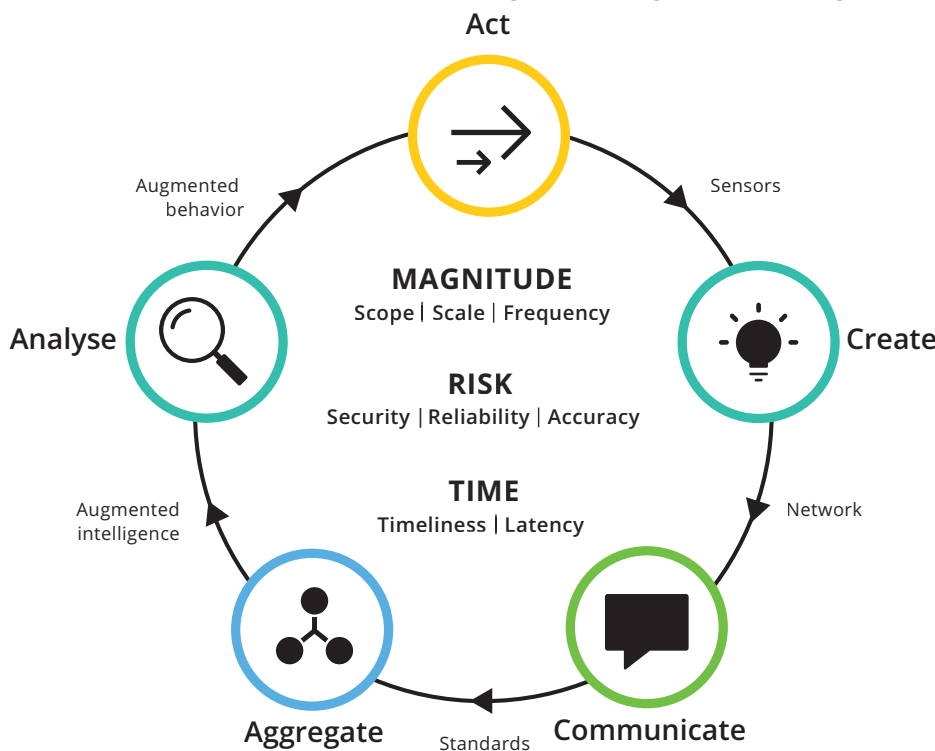 Act
Augmented
behavior
Sensors
MAGNITUDE
Scope | Scale | Frequency
Analyse
Create
RISK
Security | Reliability | Accuracy
TIME
Timeliness | Latency
Augmented
intelligence
Network
Aggregate
Communicate
Standards